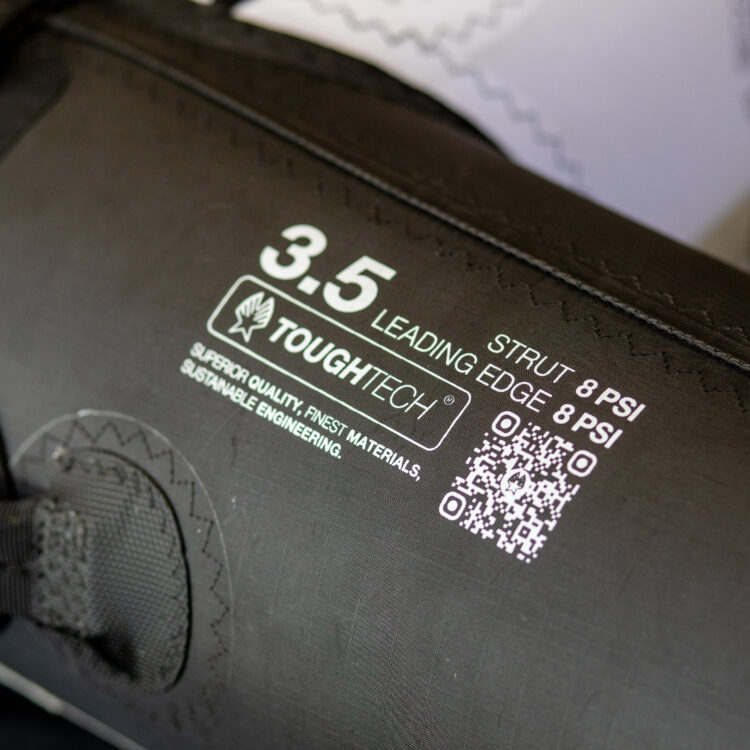 3.5
STRUT 8 PSI
LEADING EDGE 8 PSI
TOUGHTECH®
SUPERIOR QUALITY, FINEST MATERIALS,
SUSTAINABLE ENGINEERING.